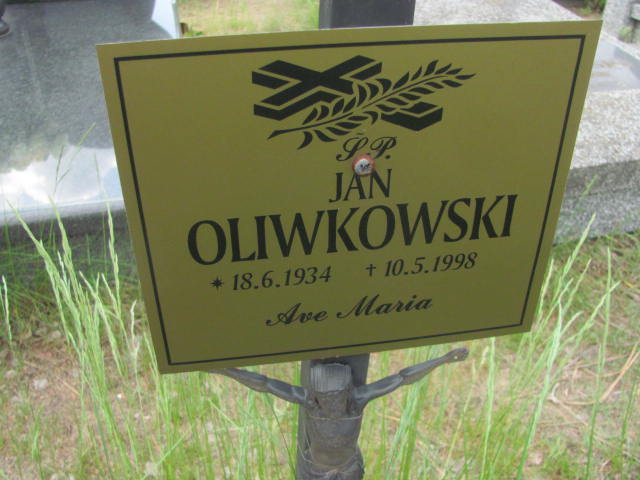 Ś.P.
JAN
OLIWKOWSKI
* 18.6.1934 † 10.5.1998
Ave Maria